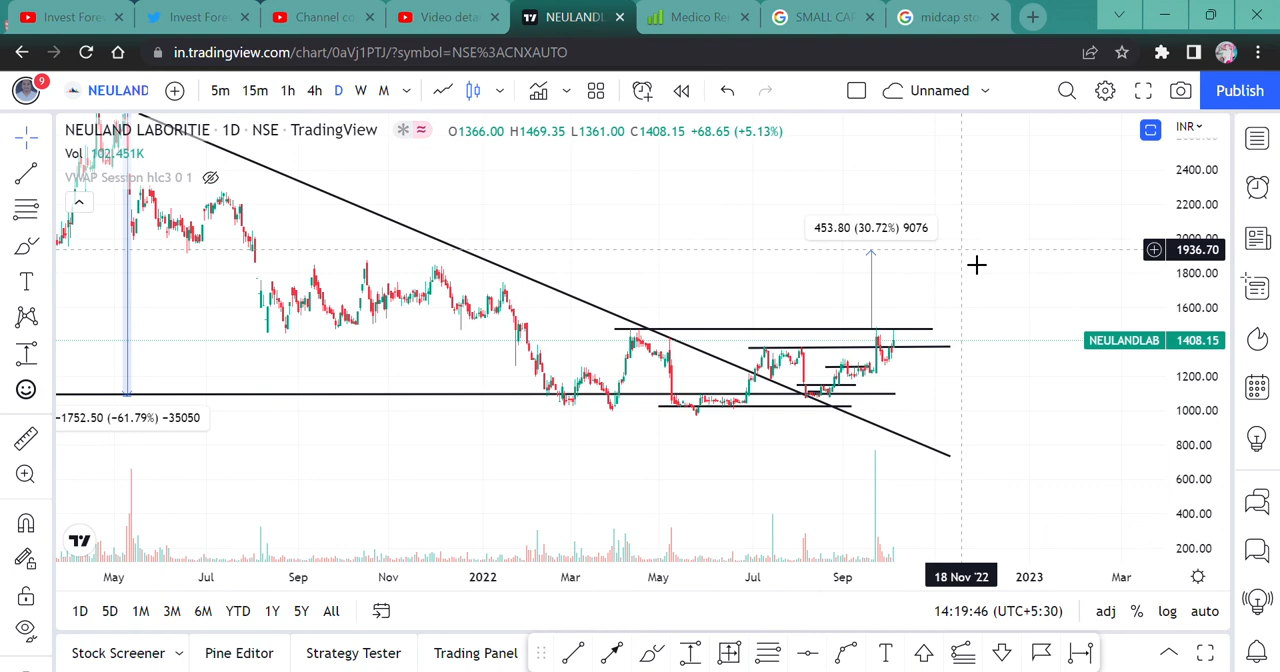 Invest Fore
Invest Fore
Channel co
Video deta
NEULANDL
Medico Re
SMALL CAP
midcap sto
in.tradingview.com/chart/0aVj1PTJ/?symbol=NSE%3ACNXAUTO
9
NEULAND
5m 15m 1h 4h D W M
Unnamed
Publish
NEULAND LABORITIE · 1D · NSE · TradingView
O1366.00 H1469.35 L1361.00 C1408.15 +68.65 (+5.13%)
INR
Vol 102.451K
VWAP Session hlc3 0 1
2400.00
2200.00
453.80 (30.72%) 9076
1936.70
1800.00
1600.00
NEULANDLAB 1408.15
1200.00
1000.00
−1752.50 (−61.79%) −35050
800.00
600.00
400.00
200.00
May Jul Sep Nov 2022 Mar May Jul Sep 18 Nov '22 2023 Mar
1D 5D 1M 3M 6M YTD 1Y 5Y All
14:19:46 (UTC+5:30) adj % log auto
Stock Screener Pine Editor Strategy Tester Trading Panel